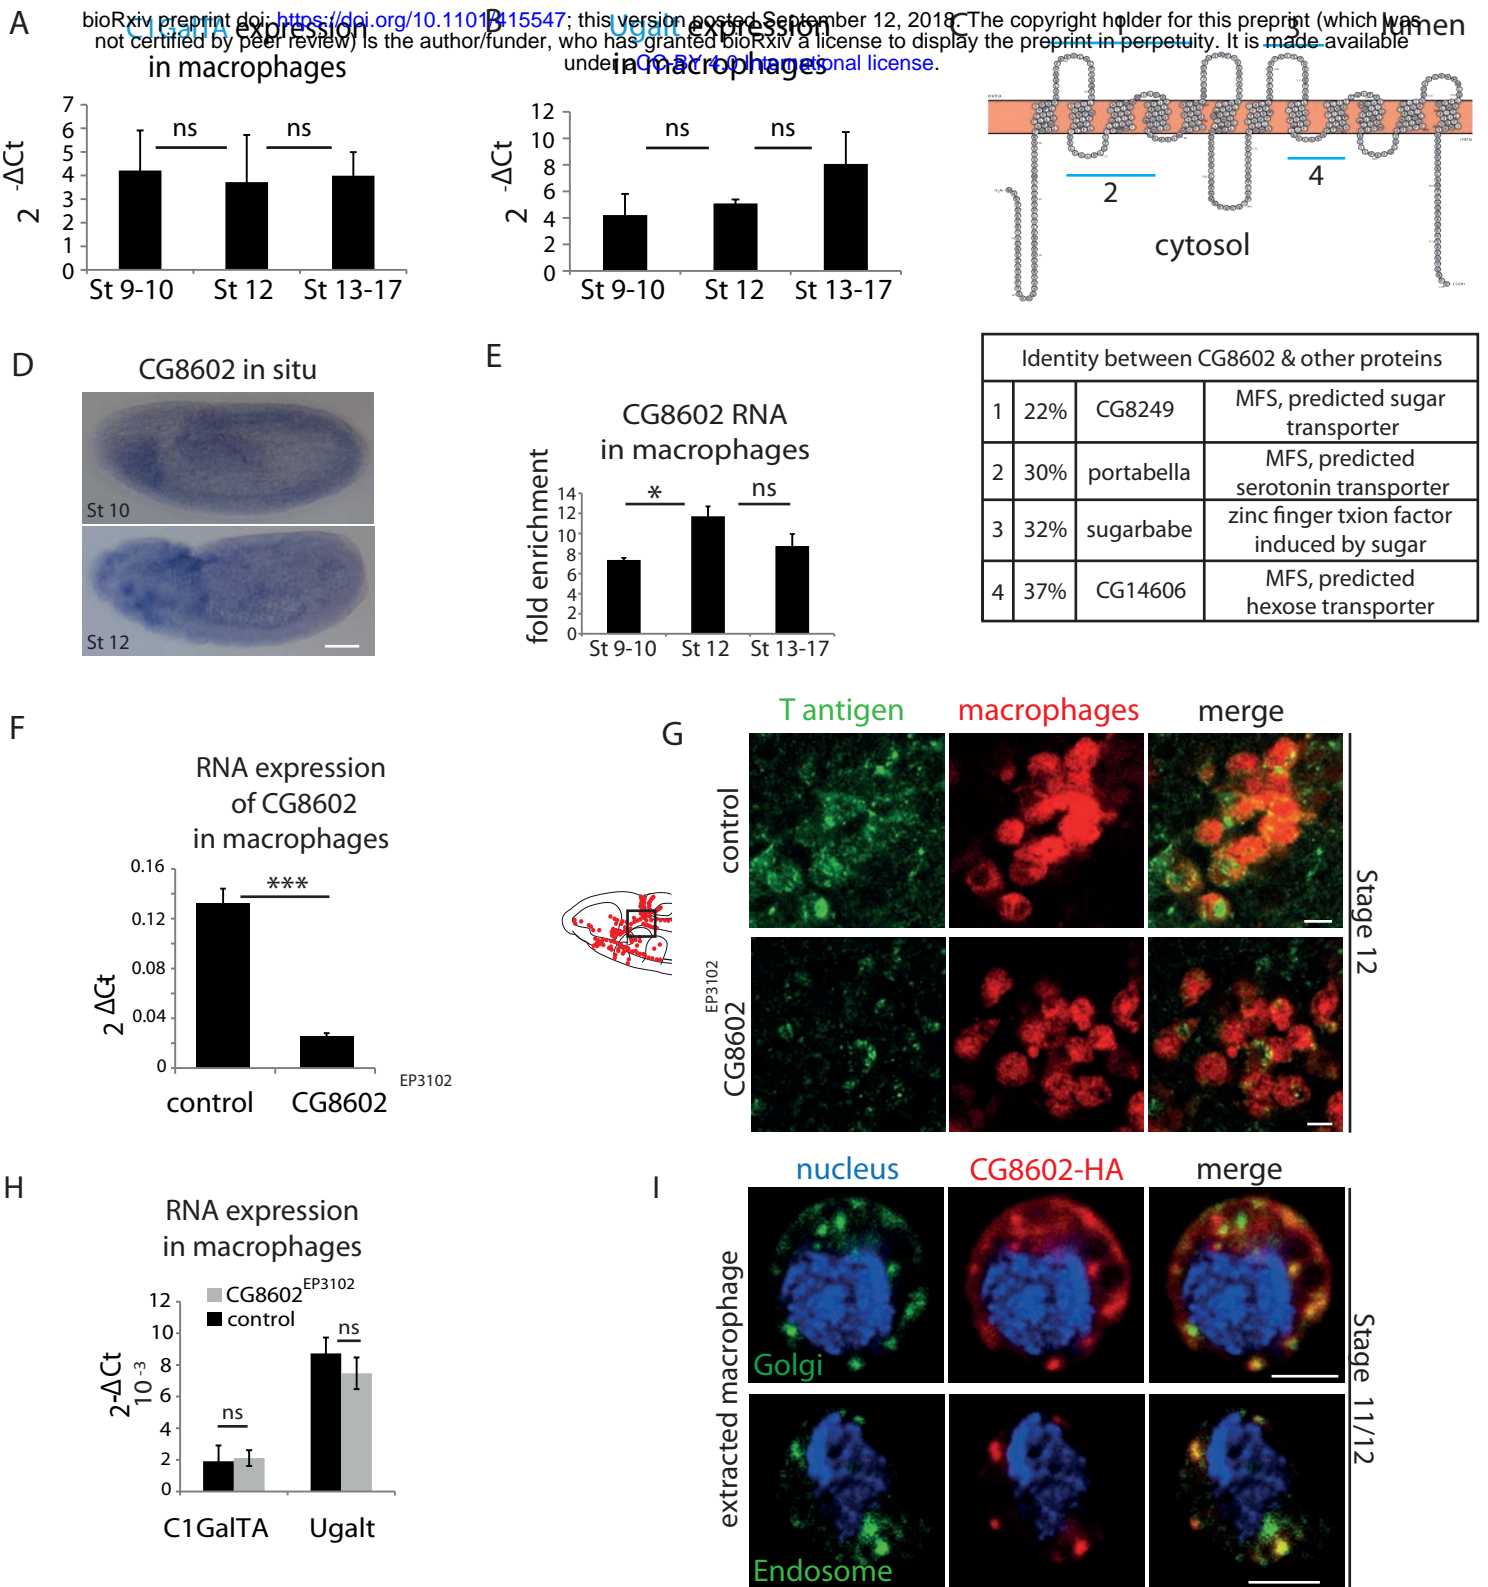 bioRxiv preprint doi: https://doi.org/10.1101/415547; this version posted September 12, 2018. The copyright holder for this preprint (which was
not certified by peer review) is the author/funder, who has granted bioRxiv a license to display the preprint in perpetuity. It is made available
under aCC-BY 4.0 International license.
A
C1GalTA expression
in macrophages
2 -ΔCt
7
6
5
4
3
2
1
0
ns
ns
St 9-10
St 12
St 13-17
B
Ugalt expression
in macrophages
2 -ΔCt
12
10
8
6
4
2
0
ns
ns
St 9-10
St 12
St 13-17
C
1
3
lumen
extra
intra
2
4
cytosol
COOH
Identity between CG8602 & other proteins
1 22% CG8249 MFS, predicted sugar
transporter
2 30% portabella MFS, predicted
serotonin transporter
3 32% sugarbabe zinc finger txion factor
induced by sugar
4 37% CG14606 MFS, predicted
hexose transporter
D
CG8602 in situ
St 10
St 12
E
CG8602 RNA
in macrophages
fold enrichment
14
12
10
8
6
4
2
0
*
ns
St 9-10
St 12
St 13-17
F
RNA expression
of CG8602
in macrophages
2 ΔCt
0.16
0.12
0.08
0.04
0
***
control
CG8602 EP3102
G
T antigen
macrophages
merge
control
CG8602 EP3102
Stage 12
H
RNA expression
in macrophages
CG8602EP3102
control
2-ΔCt
10-3
12
10
8
6
4
2
0
ns
ns
C1GalTA
Ugalt
I
nucleus
CG8602-HA
merge
extracted macrophage
Golgi
Endosome
Stage 11/12